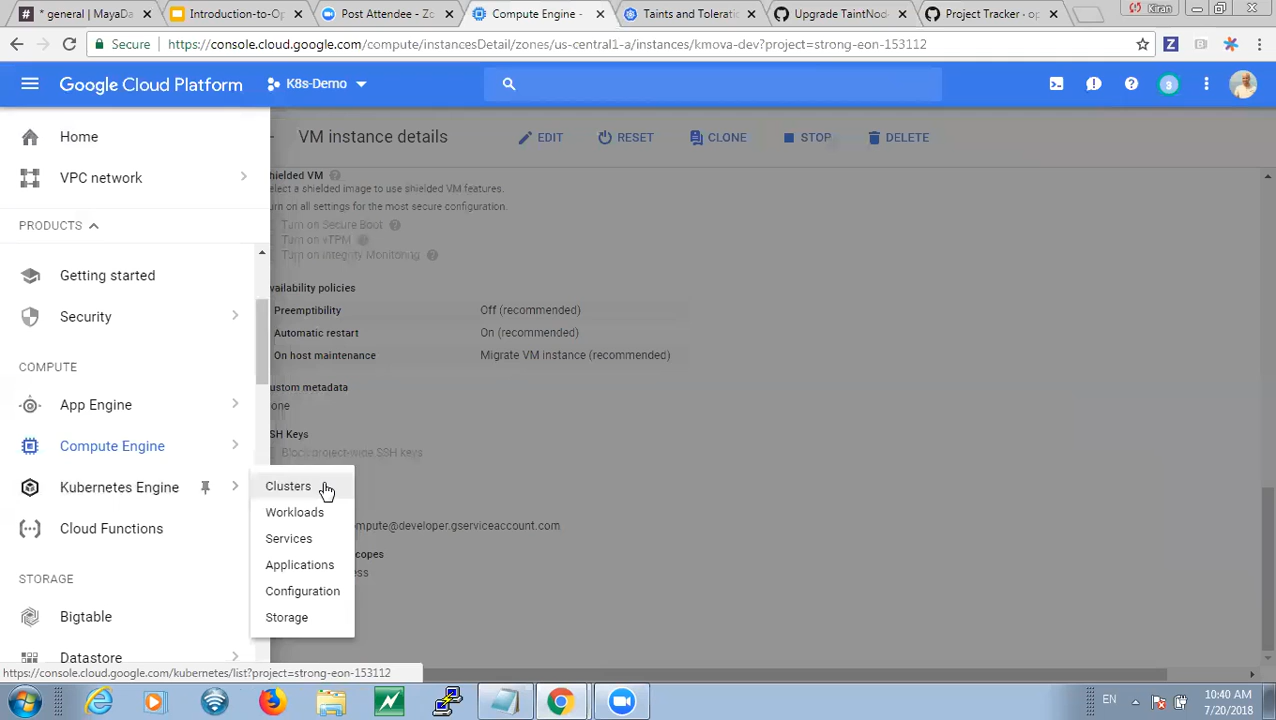 * general | MayaDa
Introduction-to-Op
Post Attendee - Zo
Compute Engine -
Taints and Toleratio
Upgrade TaintNod
Project Tracker - op
Kiran
Secure
https://console.cloud.google.com/compute/instancesDetail/zones/us-central1-a/instances/kmova-dev?project=strong-eon-153112
Google Cloud Platform
K8s-Demo
3
Home
VM instance details
EDIT
RESET
CLONE
STOP
DELETE
VPC network
hielded VM
elect a shielded image to use shielded VM features.
urn on all settings for the most secure configuration.
PRODUCTS
Turn on Secure Boot
Turn on vTPM
Turn on Integrity Monitoring
Getting started
vailability policies
Preemptibility
Off (recommended)
Security
Automatic restart
On (recommended)
On host maintenance
Migrate VM instance (recommended)
COMPUTE
ustom metadata
one
App Engine
SH Keys
Block project-wide SSH keys
Compute Engine
Kubernetes Engine
Clusters
Workloads
Services
Applications
Configuration
Storage
mpute@developer.gserviceaccount.com
copes
ess
Cloud Functions
STORAGE
Bigtable
Datastore
https://console.cloud.google.com/kubernetes/list?project=strong-eon-153112
EN
10:40 AM
7/20/2018